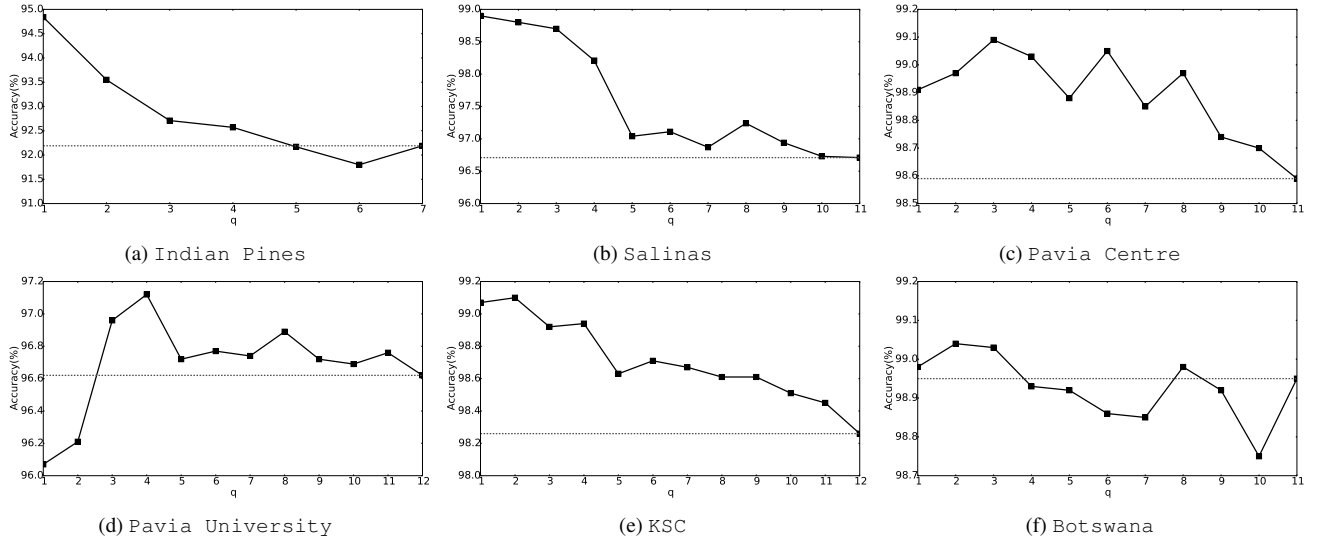 95.0
94.5
94.0
93.5
93.0
92.5
92.0
91.5
91.0
Accuracy(%)
1 2 3 4 5 6 7
q
(a) Indian Pines
99.0
98.5
98.0
97.5
97.0
96.5
96.0
Accuracy(%)
1 2 3 4 5 6 7 8 9 10 11
q
(b) Salinas
99.2
99.1
99.0
98.9
98.8
98.7
98.6
98.5
Accuracy(%)
1 2 3 4 5 6 7 8 9 10 11
q
(c) Pavia Centre
97.2
97.0
96.8
96.6
96.4
96.2
96.0
Accuracy(%)
1 2 3 4 5 6 7 8 9 10 11 12
q
(d) Pavia University
99.2
99.0
98.8
98.6
98.4
98.2
98.0
Accuracy(%)
1 2 3 4 5 6 7 8 9 10 11 12
q
(e) KSC
99.2
99.1
99.0
98.9
98.8
98.7
Accuracy(%)
1 2 3 4 5 6 7 8 9 10 11
q
(f) Botswana